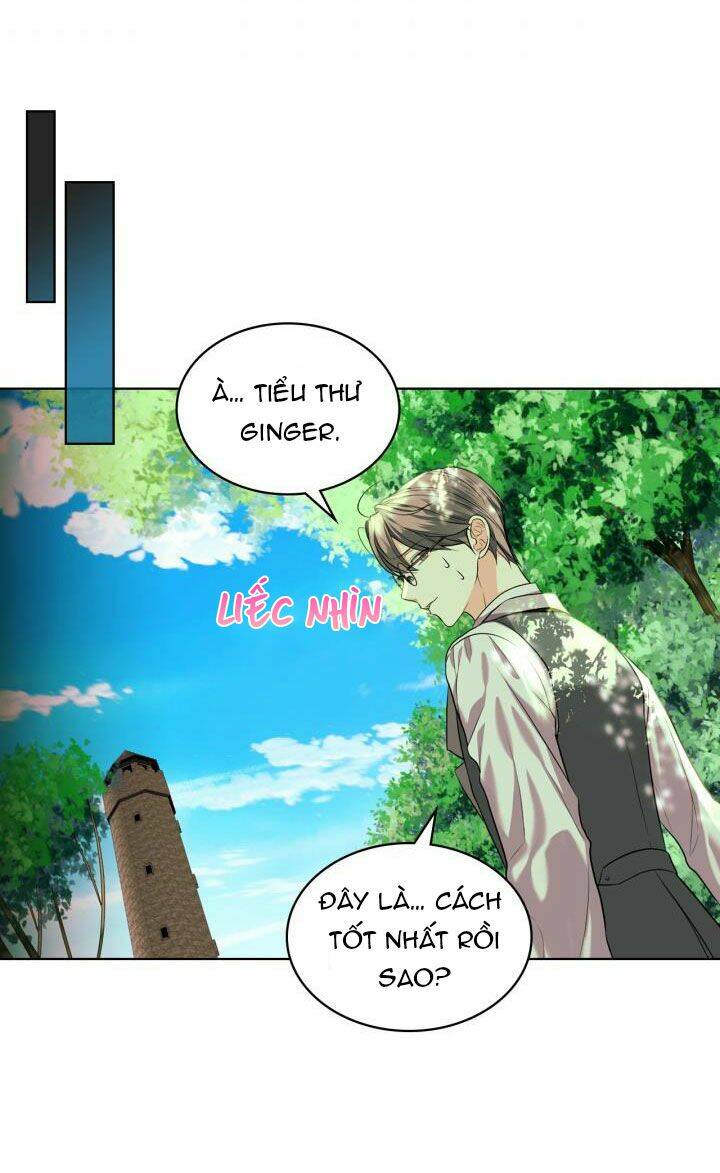 À... TIỂU THƯ
GINGER.
LIẾC NHÌN
ĐÂY LÀ... CÁCH
TỐT NHẤT RỒI
SAO?